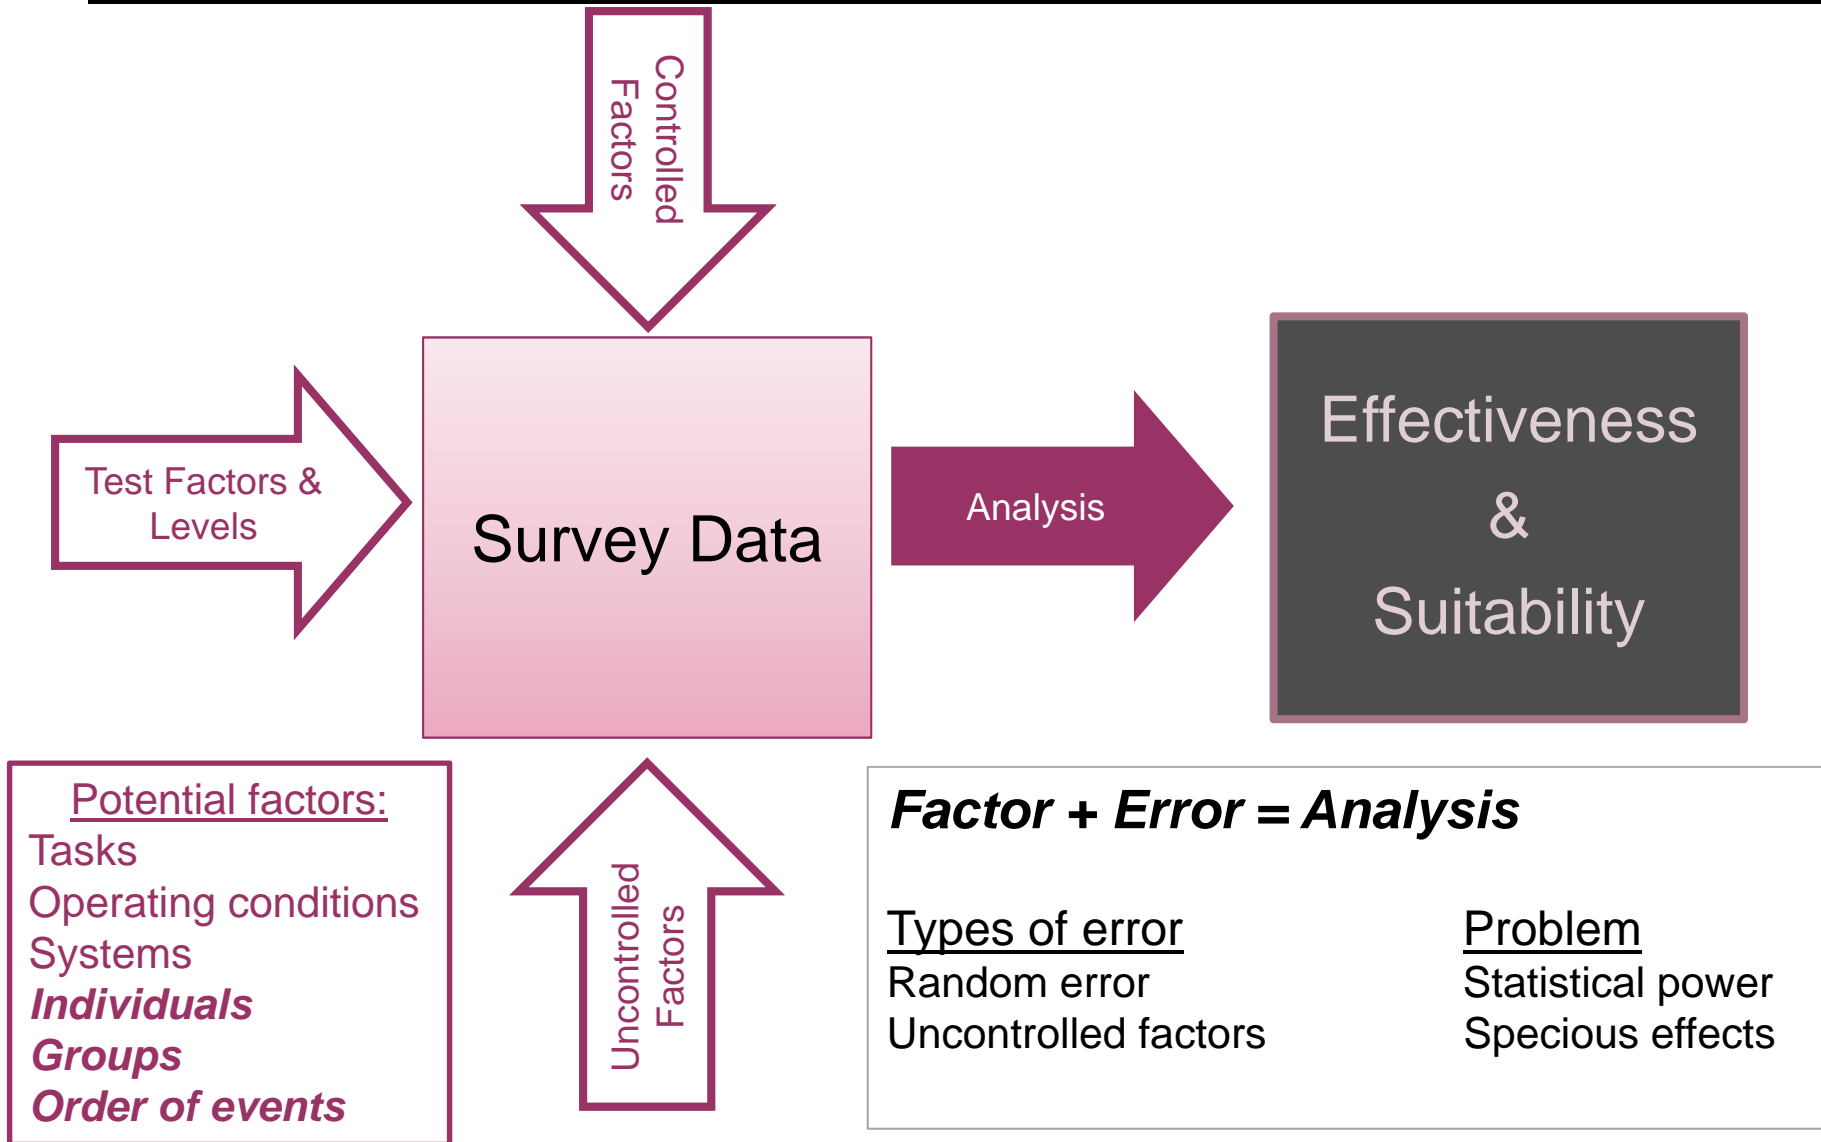 Controlled
Factors
Test Factors &
Levels
Survey Data
Analysis
Effectiveness
&
Suitability
Potential factors:
Tasks
Operating conditions
Systems
Individuals
Groups
Order of events
Uncontrolled
Factors
Factor + Error = Analysis
Types of error Problem
Random error Statistical power
Uncontrolled factors Specious effects